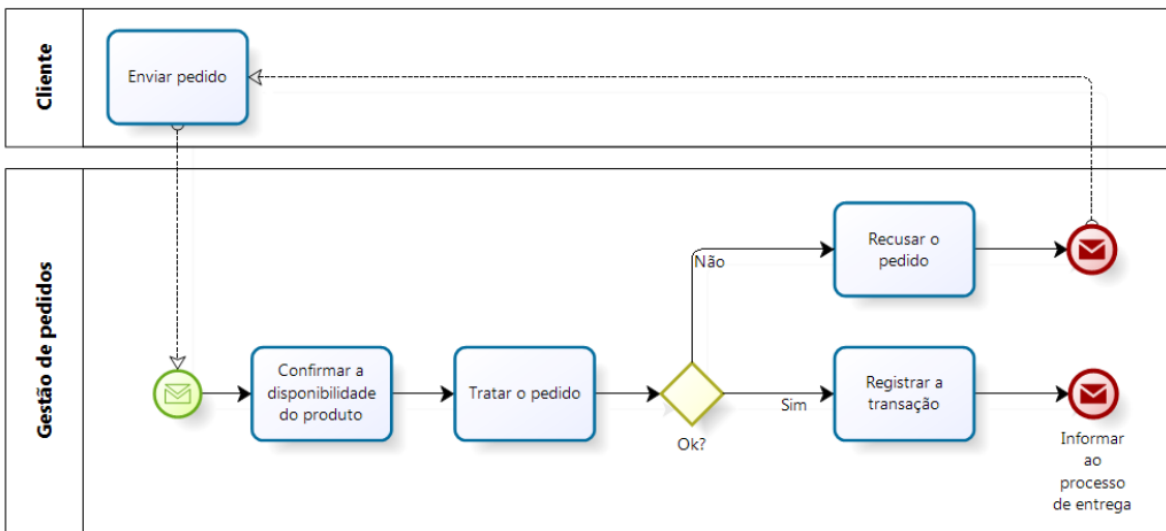 Cliente
Enviar pedido
Gestão de pedidos
Recusar o
pedido
Não
Confirmar a
disponibilidade
do produto
Tratar o pedido
Ok?
Sim
Registrar a
transação
Informar
ao
processo
de entrega